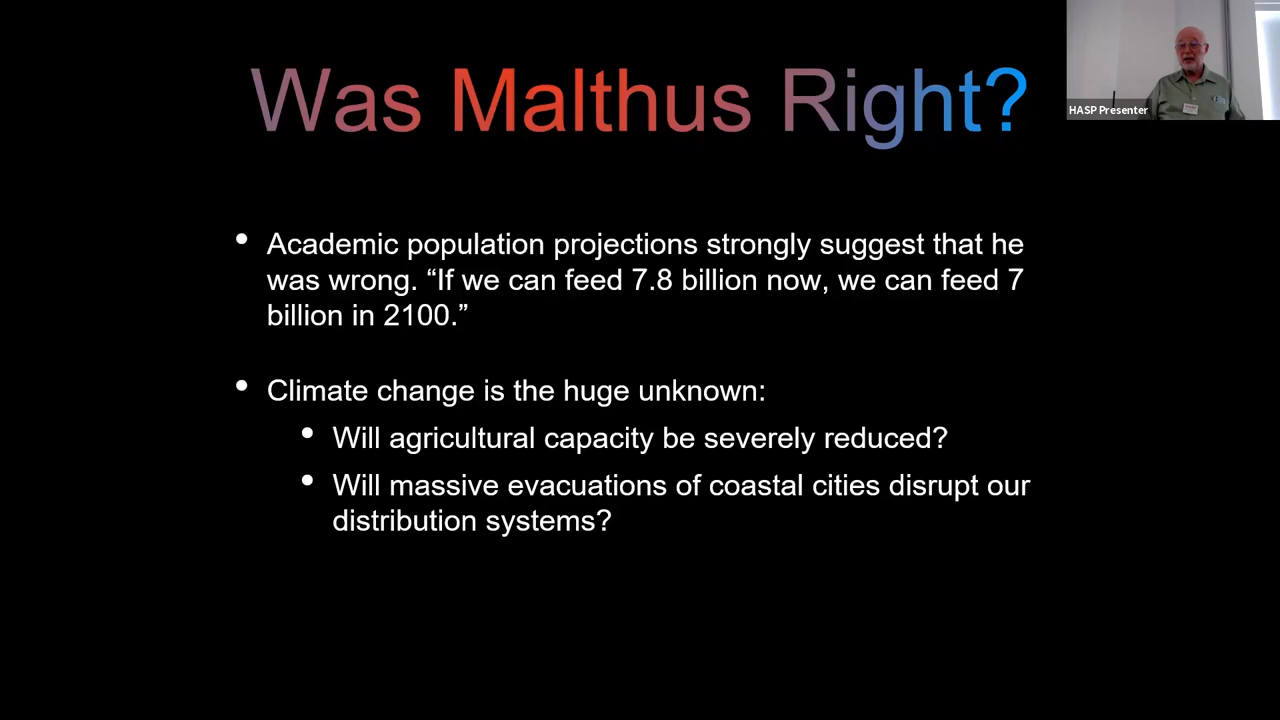 Was Malthus Right?
HASP Presenter
• Academic population projections strongly suggest that he
was wrong. “If we can feed 7.8 billion now, we can feed 7
billion in 2100.”
• Climate change is the huge unknown:
• Will agricultural capacity be severely reduced?
• Will massive evacuations of coastal cities disrupt our
distribution systems?